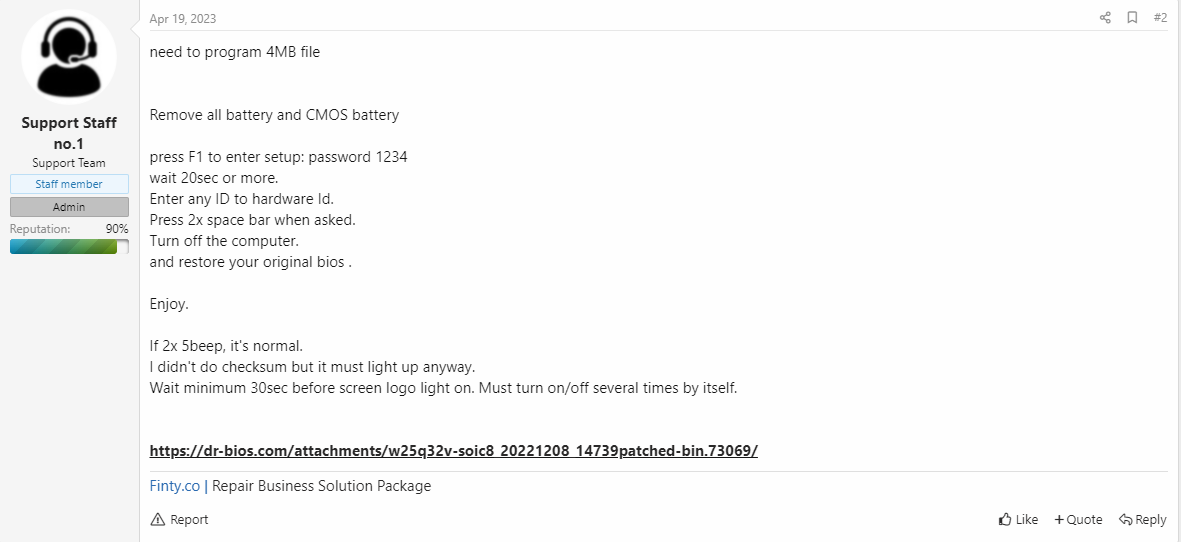 Apr 19, 2023
#2
need to program 4MB file
Remove all battery and CMOS battery
press F1 to enter setup: password 1234
wait 20sec or more.
Enter any ID to hardware Id.
Press 2x space bar when asked.
Turn off the computer.
and restore your original bios .
Enjoy.
If 2x 5beep, it's normal.
I didn't do checksum but it must light up anyway.
Wait minimum 30sec before screen logo light on. Must turn on/off several times by itself.
https://dr-bios.com/attachments/w25q32v-soic8_20221208_14739patched-bin.73069/
Finty.co | Repair Business Solution Package
Report
Like
+ Quote
Reply
Support Staff
no.1
Support Team
Staff member
Admin
Reputation: 90%